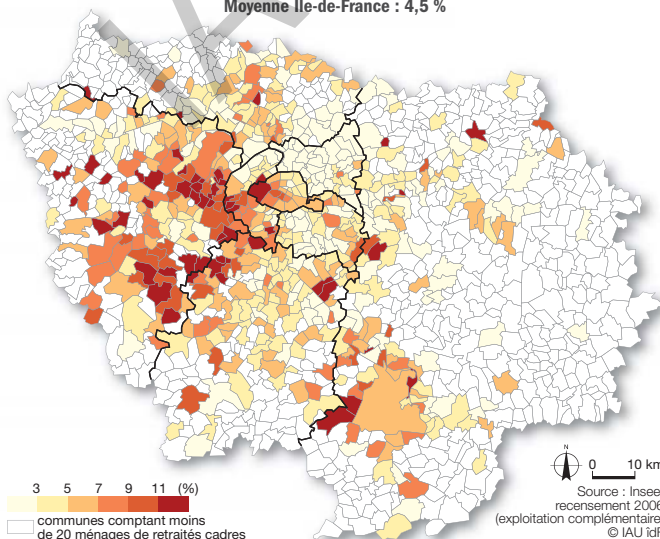 Moyenne Ile-de-France : 4,5 %
3 5 7 9 11 (%)
communes comptant moins
de 20 ménages de retraités cadres
N
0 10 km
Source : Insee
recensement 2006
(exploitation complémentaire
© IAU îdF